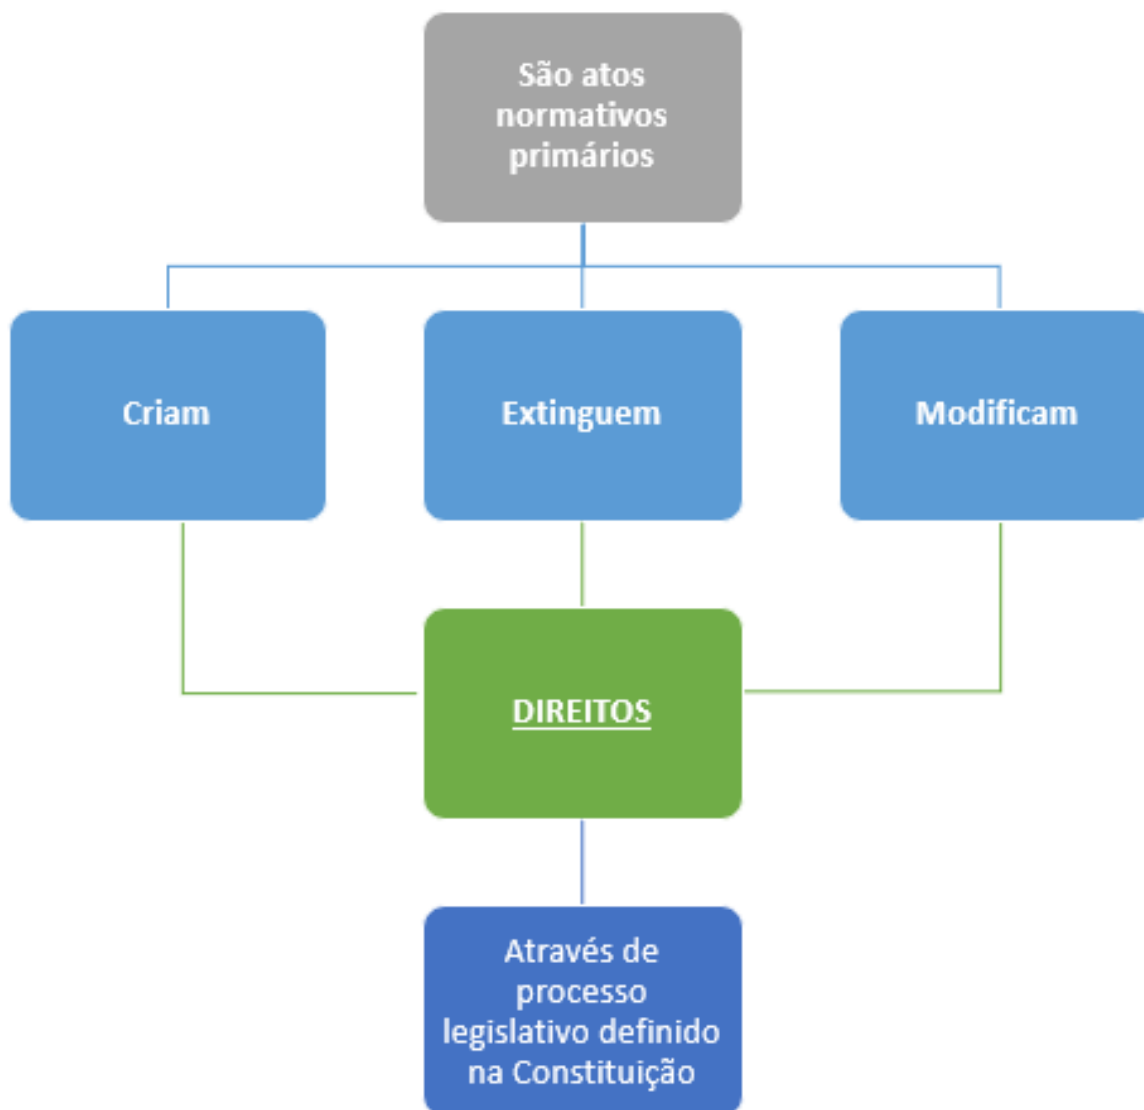 São atos
normativos
primários
Criam
Extinguem
Modificam
DIREITOS
Através de
processo
legislativo definido
na Constituição